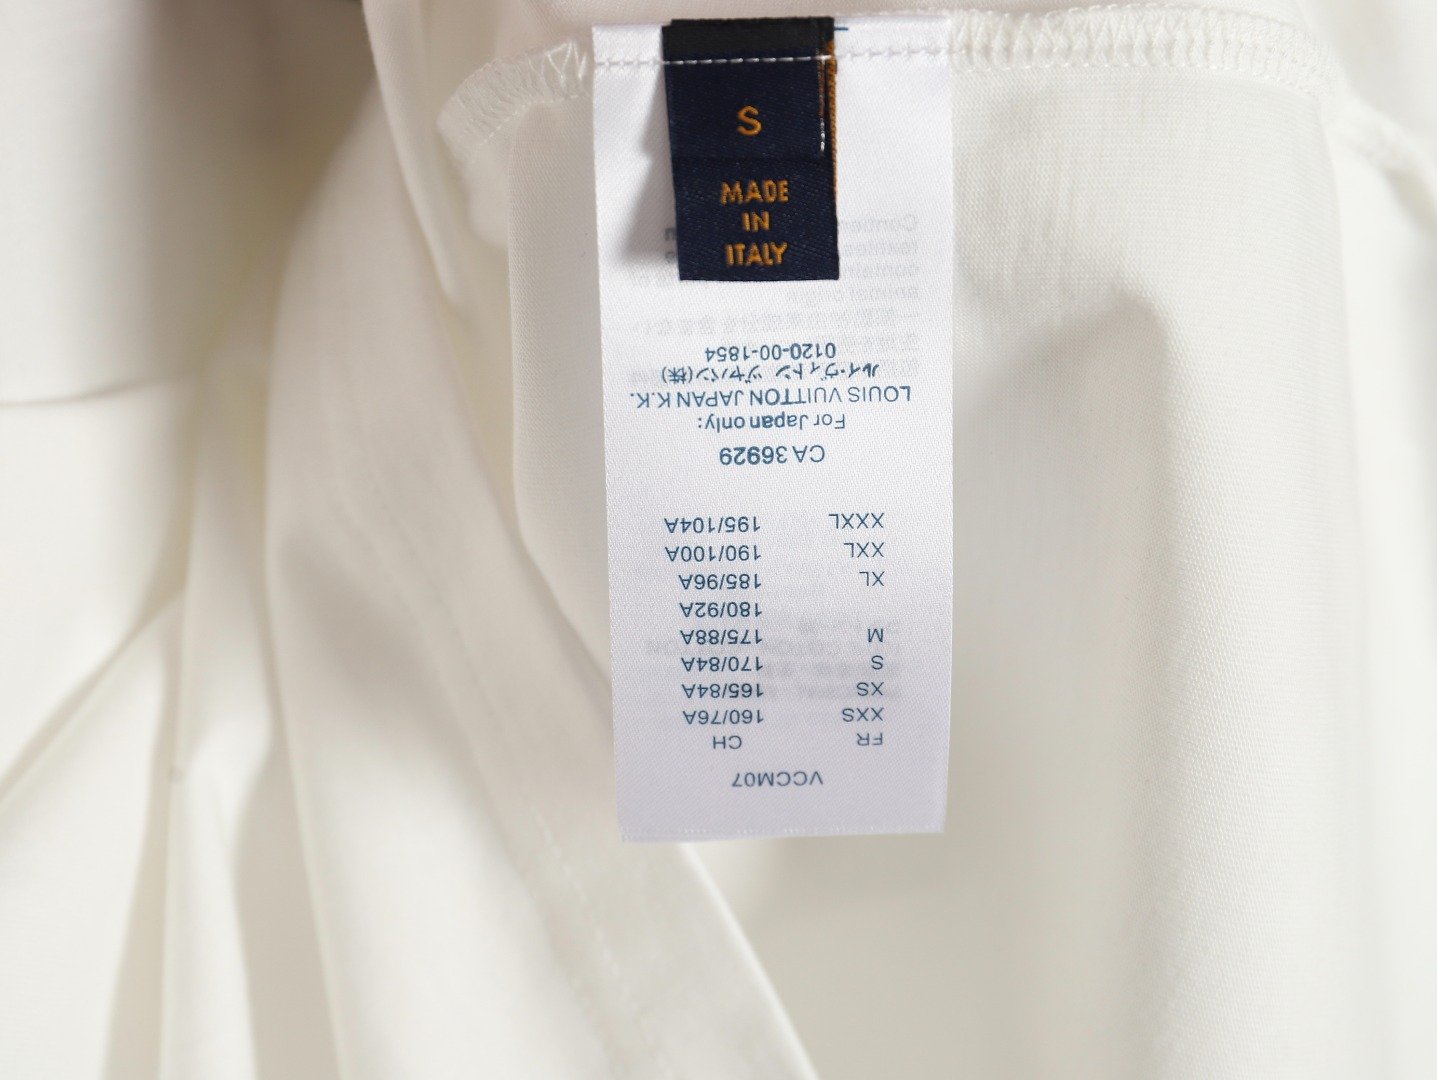 S
MADE
IN
ITALY
VCCM07
FR CH
XXS 160/76A
XS 165/84A
S 170/84A
M 175/88A
180/92A
XL 185/96A
XXL 190/100A
XXXL 195/104A
CA 36929
For Japan only:
LOUIS VUITTON JAPAN K.K.
ルイ・ヴィトン ジャパン(株)
0120-00-1854